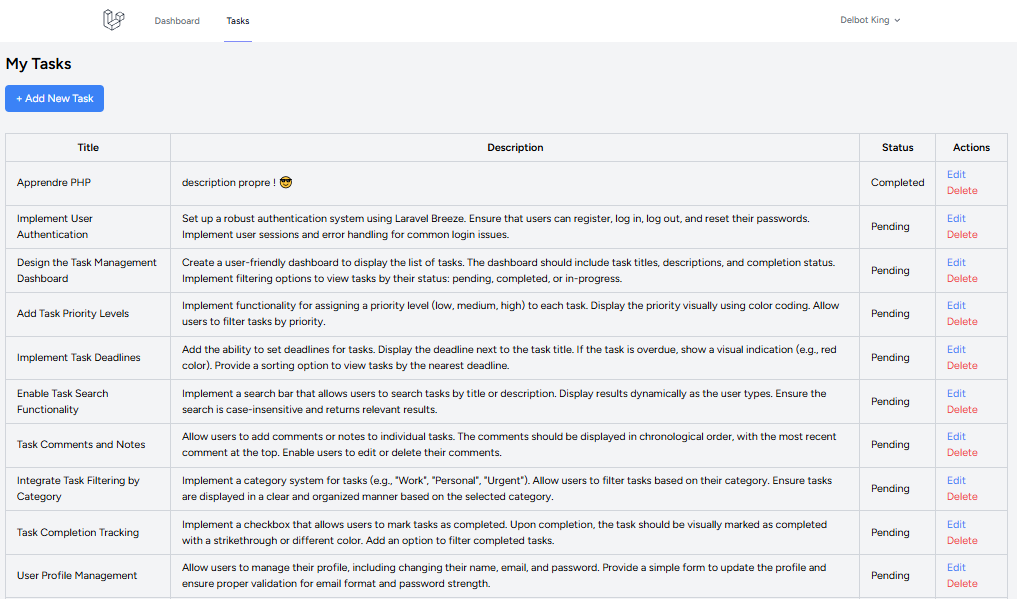 Dashboard
Tasks
Delbot King
My Tasks
+ Add New Task
Title
Description
Status
Actions
Apprendre PHP
description propre ! 😎
Completed
Edit
Delete
Implement User
Authentication
Set up a robust authentication system using Laravel Breeze. Ensure that users can register, log in, log out, and reset their passwords.
Implement user sessions and error handling for common login issues.
Pending
Edit
Delete
Design the Task Management
Dashboard
Create a user-friendly dashboard to display the list of tasks. The dashboard should include task titles, descriptions, and completion status.
Implement filtering options to view tasks by their status: pending, completed, or in-progress.
Pending
Edit
Delete
Add Task Priority Levels
Implement functionality for assigning a priority level (low, medium, high) to each task. Display the priority visually using color coding. Allow
users to filter tasks by priority.
Pending
Edit
Delete
Implement Task Deadlines
Add the ability to set deadlines for tasks. Display the deadline next to the task title. If the task is overdue, show a visual indication (e.g., red
color). Provide a sorting option to view tasks by the nearest deadline.
Pending
Edit
Delete
Enable Task Search
Functionality
Implement a search bar that allows users to search tasks by title or description. Display results dynamically as the user types. Ensure the
search is case-insensitive and returns relevant results.
Pending
Edit
Delete
Task Comments and Notes
Allow users to add comments or notes to individual tasks. The comments should be displayed in chronological order, with the most recent
comment at the top. Enable users to edit or delete their comments.
Pending
Edit
Delete
Integrate Task Filtering by
Category
Implement a category system for tasks (e.g., "Work", "Personal", "Urgent"). Allow users to filter tasks based on their category. Ensure tasks
are displayed in a clear and organized manner based on the selected category.
Pending
Edit
Delete
Task Completion Tracking
Implement a checkbox that allows users to mark tasks as completed. Upon completion, the task should be visually marked as completed
with a strikethrough or different color. Add an option to filter completed tasks.
Pending
Edit
Delete
User Profile Management
Allow users to manage their profile, including changing their name, email, and password. Provide a simple form to update the profile and
ensure proper validation for email format and password strength.
Pending
Edit
Delete